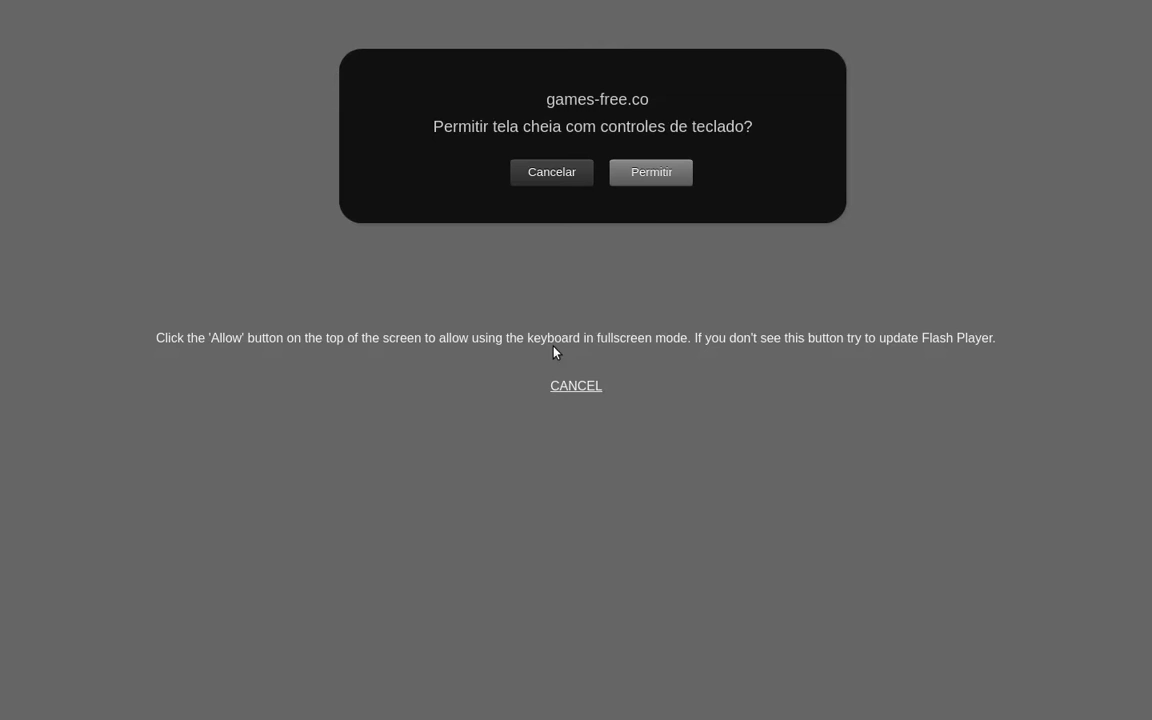 games-free.co
Permitir tela cheia com controles de teclado?
Cancelar
Permitir
Click the 'Allow' button on the top of the screen to allow using the keyboard in fullscreen mode. If you don't see this button try to update Flash Player.
CANCEL